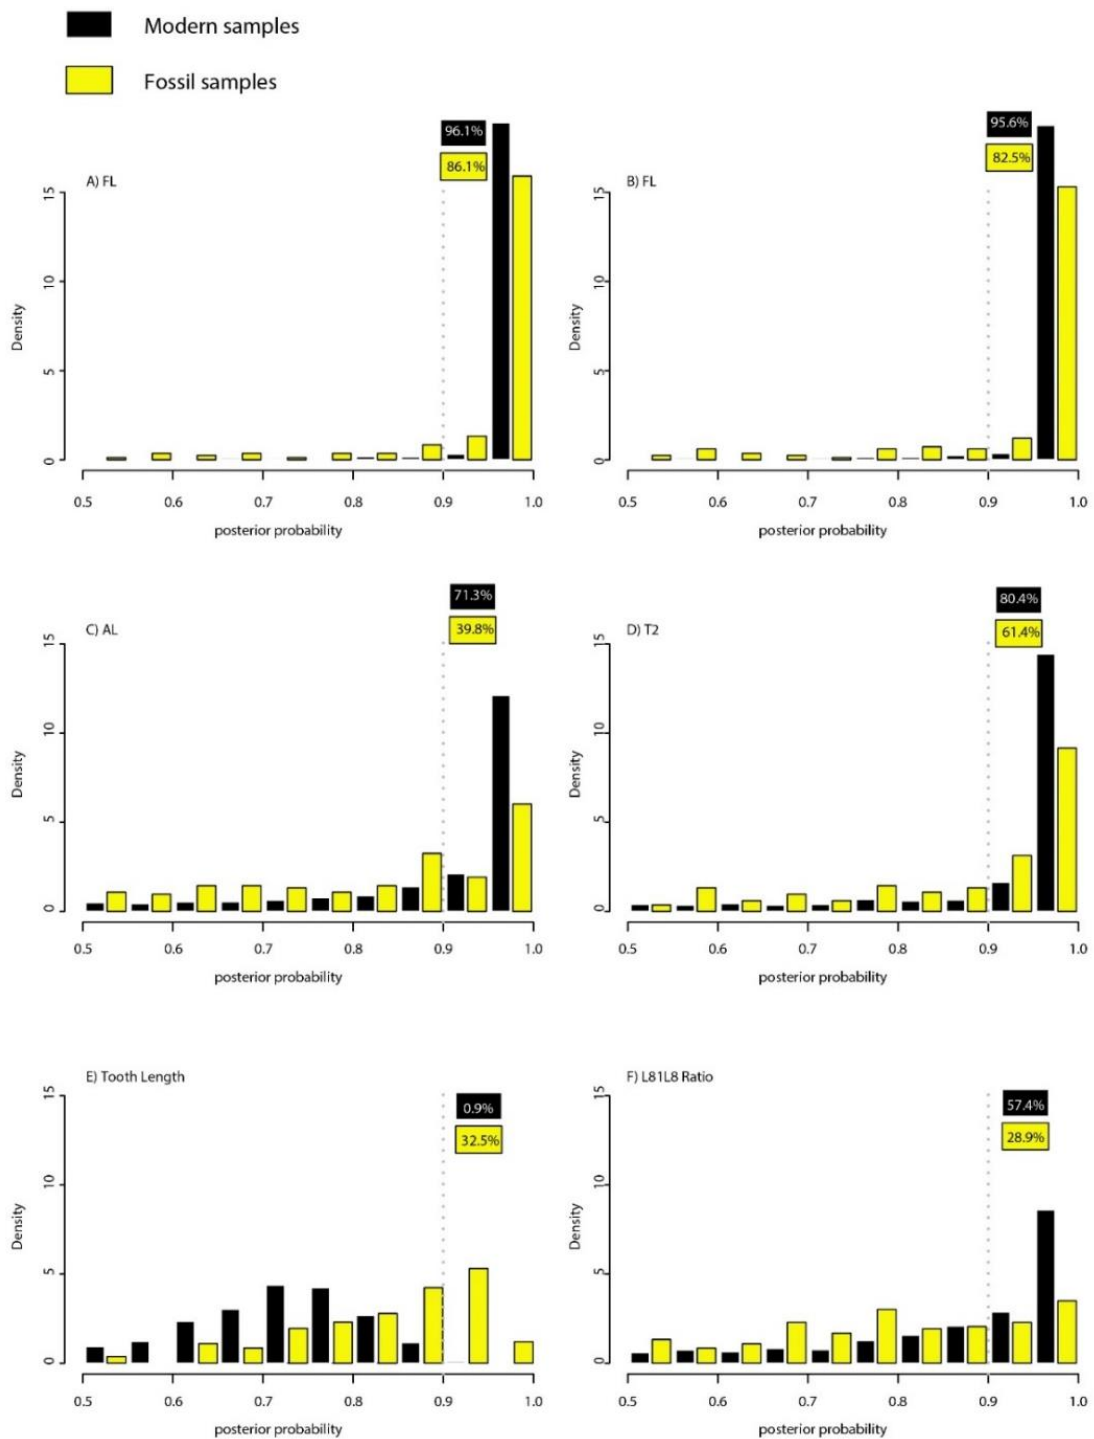 Modern samples
Fossil samples
A) FL
96.1%
86.1%
Density
0
5
10
15
0.5 0.6 0.7 0.8 0.9 1.0
posterior probability
B) FL
95.6%
82.5%
Density
0
5
10
15
0.5 0.6 0.7 0.8 0.9 1.0
posterior probability
C) AL
71.3%
39.8%
Density
0
5
10
15
0.5 0.6 0.7 0.8 0.9 1.0
posterior probability
D) T2
80.4%
61.4%
Density
0
5
10
15
0.5 0.6 0.7 0.8 0.9 1.0
posterior probability
E) Tooth Length
0.9%
32.5%
Density
0
5
10
15
0.5 0.6 0.7 0.8 0.9 1.0
posterior probability
F) L81L8 Ratio
57.4%
28.9%
Density
0
5
10
15
0.5 0.6 0.7 0.8 0.9 1.0
posterior probability